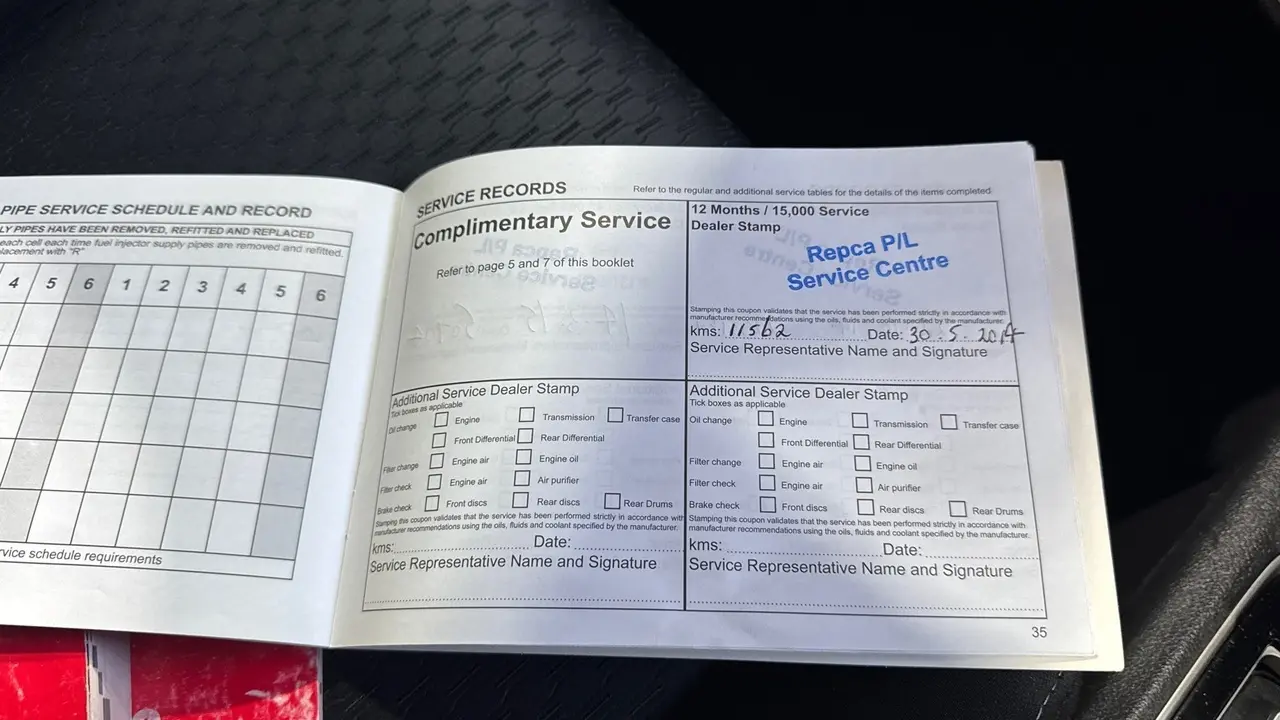 PIPE SERVICE SCHEDULE AND RECORD
LY PIPES HAVE BEEN REMOVED, REFITTED AND REPLACED
each cell each time fuel injector supply pipes are removed and refitted.
lacement with "R"
4 5 6 1 2 3 4 5 6
rvice schedule requirements
SERVICE RECORDS
Refer to the regular and additional service tables for the details of the items completed
Complimentary Service
Refer to page 5 and 7 of this booklet
12 Months / 15,000 Service
Dealer Stamp
Repca P/L
Service Centre
Stamping this coupon validates that the service has been performed strictly in accordance with
manufacturer recommendations using the oils, fluids and coolant specified by the manufacturer.
kms: 11562 Date: 30.5.2014
Service Representative Name and Signature
Additional Service Dealer Stamp
Tick boxes as applicable
Oil change Engine Transmission Transfer case
Front Differential Rear Differential
Filter change Engine air Engine oil
Filter check Engine air Air purifier
Brake check Front discs Rear discs Rear Drums
Stamping this coupon validates that the service has been performed strictly in accordance with
manufacturer recommendations using the oils, fluids and coolant specified by the manufacturer.
kms: Date:
Service Representative Name and Signature
Additional Service Dealer Stamp
Tick boxes as applicable
Oil change Engine Transmission Transfer case
Front Differential Rear Differential
Filter change Engine air Engine oil
Filter check Engine air Air purifier
Brake check Front discs Rear discs Rear Drums
Stamping this coupon validates that the service has been performed strictly in accordance with
manufacturer recommendations using the oils, fluids and coolant specified by the manufacturer.
kms: Date:
Service Representative Name and Signature
35